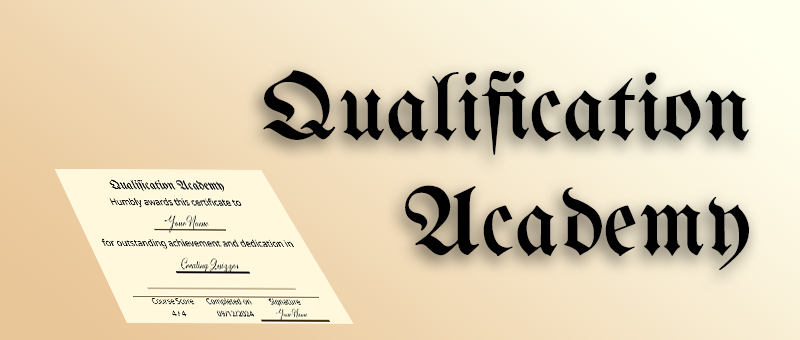 Qualification
Academy
Qualification Academy
Humbly awards this certificate to
Your Name
for outstanding achievement and dedication in
Creating Quizzes
Course Score Completed on Signature
4 / 4 09/12/2024 Your Name